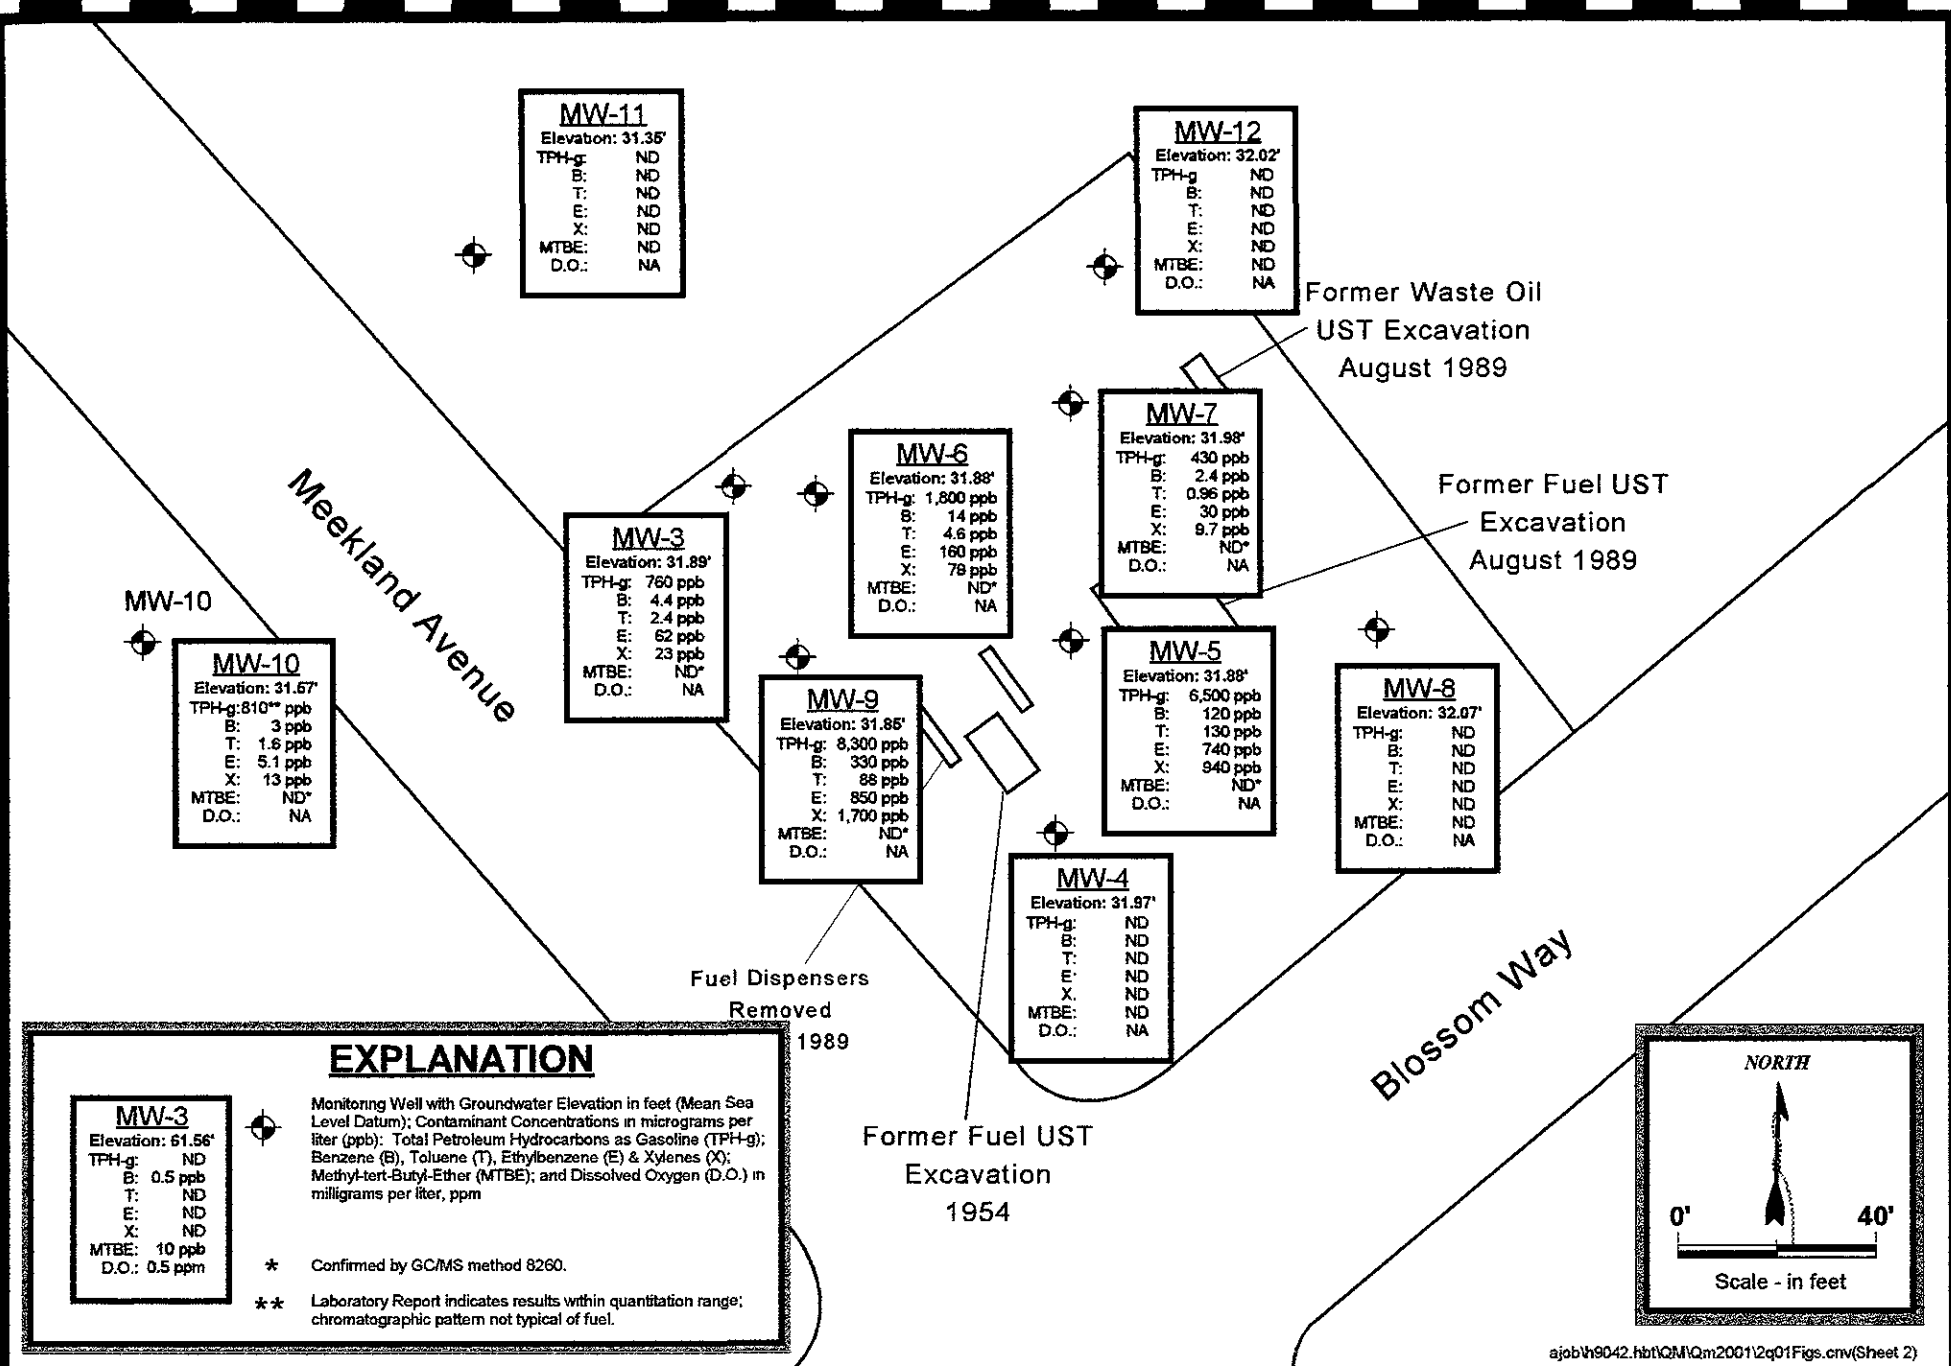 MW-11
Elevation: 31.35'
TPH-g: ND
B: ND
T: ND
E: ND
X: ND
MTBE: ND
D.O.: NA
MW-12
Elevation: 32.02'
TPH-g ND
B: ND
T: ND
E: ND
X: ND
MTBE: ND
D.O.: NA
Former Waste Oil
UST Excavation
August 1989
MW-7
Elevation: 31.98'
TPH-g: 430 ppb
B: 2.4 ppb
T: 0.96 ppb
E: 30 ppb
X: 9.7 ppb
MTBE: ND*
D.O.: NA
MW-6
Elevation: 31.88'
TPH-g: 1,800 ppb
B: 14 ppb
T: 4.6 ppb
E: 160 ppb
X: 78 ppb
MTBE: ND*
D.O.: NA
Former Fuel UST
Excavation
August 1989
Meekland Avenue
MW-3
Elevation: 31.89'
TPH-g: 760 ppb
B: 4.4 ppb
T: 2.4 ppb
E: 62 ppb
X: 23 ppb
MTBE: ND*
D.O.: NA
MW-10
MW-10
Elevation: 31.67'
TPH-g:810** ppb
B: 3 ppb
T: 1.6 ppb
E: 5.1 ppb
X: 13 ppb
MTBE: ND*
D.O.: NA
MW-9
Elevation: 31.85'
TPH-g: 8,300 ppb
B: 330 ppb
T: 88 ppb
E: 850 ppb
X: 1,700 ppb
MTBE: ND*
D.O.: NA
MW-5
Elevation: 31.88'
TPH-g: 6,500 ppb
B: 120 ppb
T: 130 ppb
E: 740 ppb
X: 940 ppb
MTBE: ND*
D.O.: NA
MW-8
Elevation: 32.07'
TPH-g: ND
B: ND
T: ND
E: ND
X: ND
MTBE: ND
D.O.: NA
MW-4
Elevation: 31.97'
TPH-g: ND
B: ND
T: ND
E: ND
X. ND
MTBE: ND
D.O.: NA
Fuel Dispensers
Removed
1989
Blossom Way
Former Fuel UST
Excavation
1954
EXPLANATION
MW-3
Elevation: 61.56'
TPH-g: ND
B: 0.5 ppb
T: ND
E: ND
X: ND
MTBE: 10 ppb
D.O.: 0.5 ppm
Monitoring Well with Groundwater Elevation in feet (Mean Sea
Level Datum); Contaminant Concentrations in micrograms per
liter (ppb): Total Petroleum Hydrocarbons as Gasoline (TPH-g);
Benzene (B), Toluene (T), Ethylbenzene (E) & Xylenes (X);
Methyl-tert-Butyl-Ether (MTBE); and Dissolved Oxygen (D.O.) in
milligrams per liter, ppm
* Confirmed by GC/MS method 8260.
** Laboratory Report indicates results within quantitation range;
chromatographic pattern not typical of fuel.
NORTH
0' 40'
Scale - in feet
ajob\h9042.hbt\QM\Qm2001\2q01Figs.cnv(Sheet 2)